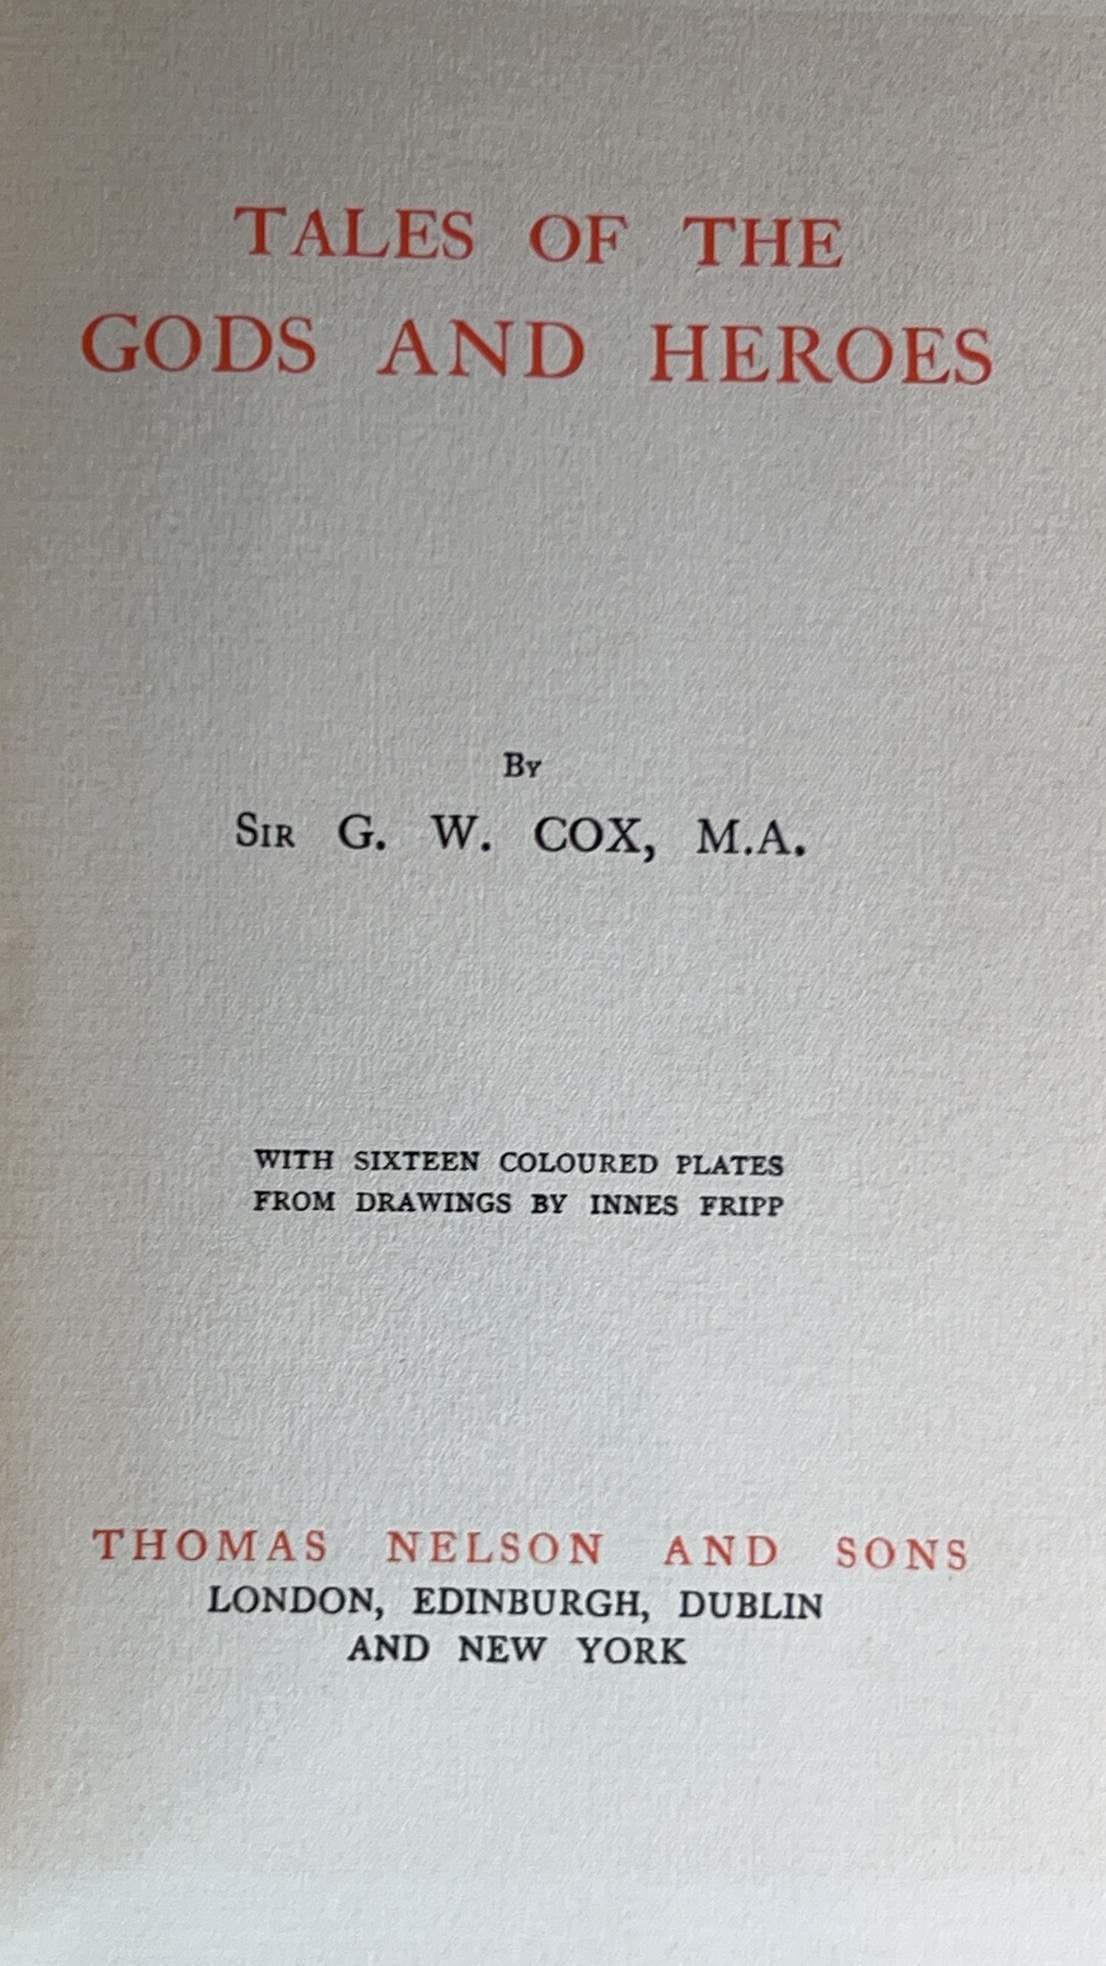 TALES OF THE
GODS AND HEROES
BY
SIR G. W. COX, M.A.
WITH SIXTEEN COLOURED PLATES
FROM DRAWINGS BY INNES FRIPP
THOMAS NELSON AND SONS
LONDON, EDINBURGH, DUBLIN
AND NEW YORK